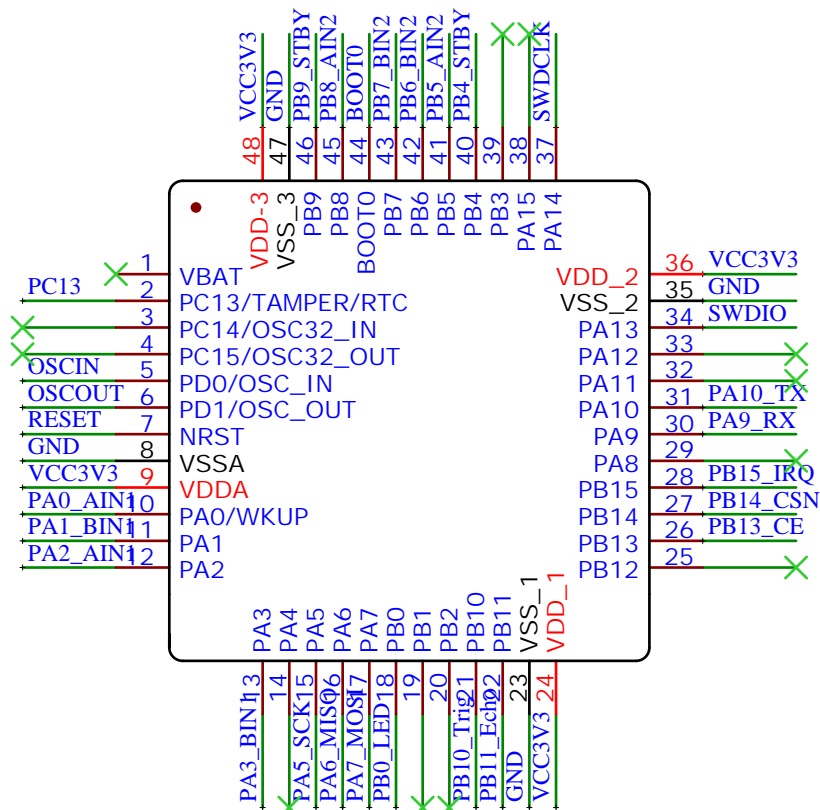 VCC3V3
GND
PB9_STBY
PB8_AIN2
BOOT0
PB7_BIN2
PB6_BIN2
PB5_AIN2
PB4_STBY
SWDCLK
48 47 46 45 44 43 42 41 40 39 38 37
VDD-3 VSS_3 PB9 PB8 BOOT0 PB7 PB6 PB5 PB4 PB3 PA15 PA14
1 VBAT
PC13 2 PC13/TAMPER/RTC
3 PC14/OSC32_IN
4 PC15/OSC32_OUT
OSCIN 5 PD0/OSC_IN
OSCOUT 6 PD1/OSC_OUT
RESET 7 NRST
GND 8 VSSA
VCC3V3 9 VDDA
PA0_AIN1 10 PA0/WKUP
PA1_BIN1 11 PA1
PA2_AIN1 12 PA2
VDD_2 36 VCC3V3
VSS_2 35 GND
PA13 34 SWDIO
PA12 33
PA11 32
PA10 31 PA10_TX
PA9 30 PA9_RX
PA8 29
PB15 28 PB15_IRQ
PB14 27 PB14_CSN
PB13 26 PB13_CE
PB12 25
PA3 PA4 PA5 PA6 PA7 PB0 PB1 PB2 PB10 PB11 VSS_1 VDD_1
13 14 15 16 17 18 19 20 21 22 23 24
PA3_BIN1
PA5_SCK
PA6_MISO
PA7_MOSI
PB0_LED
PB10_Trig
PB11_Echo
GND
VCC3V3